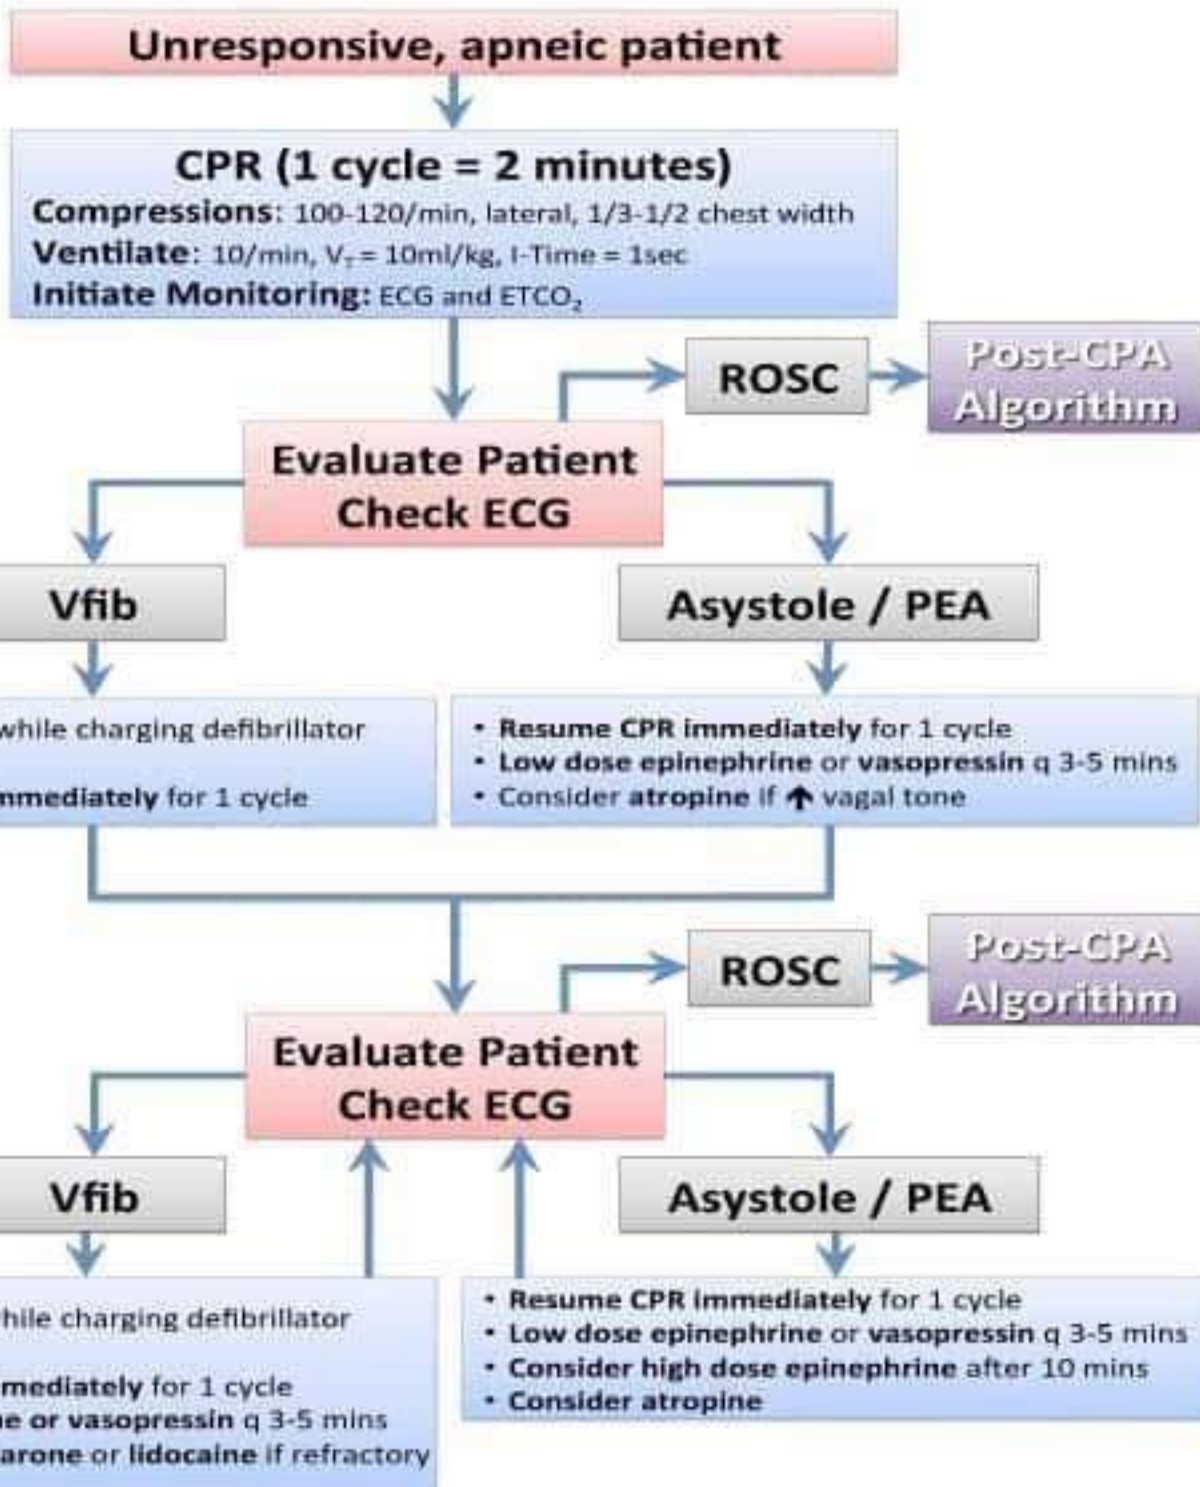 Unresponsive, apneic patient
CPR (1 cycle = 2 minutes)
Compressions: 100-120/min, lateral, 1/3-1/2 chest width
Ventilate: 10/min, V_T = 10ml/kg, I-Time = 1sec
Initiate Monitoring: ECG and ETCO₂
ROSC
Post-CPA
Algorithm
Evaluate Patient
Check ECG
Vfib
Asystole / PEA
while charging defibrillator
immediately for 1 cycle
• Resume CPR immediately for 1 cycle
• Low dose epinephrine or vasopressin q 3-5 mins
• Consider atropine if ↑ vagal tone
ROSC
Post-CPA
Algorithm
Evaluate Patient
Check ECG
Vfib
Asystole / PEA
hile charging defibrillator
mediately for 1 cycle
ne or vasopressin q 3-5 mins
arone or lidocaine if refractory
• Resume CPR immediately for 1 cycle
• Low dose epinephrine or vasopressin q 3-5 mins
• Consider high dose epinephrine after 10 mins
• Consider atropine